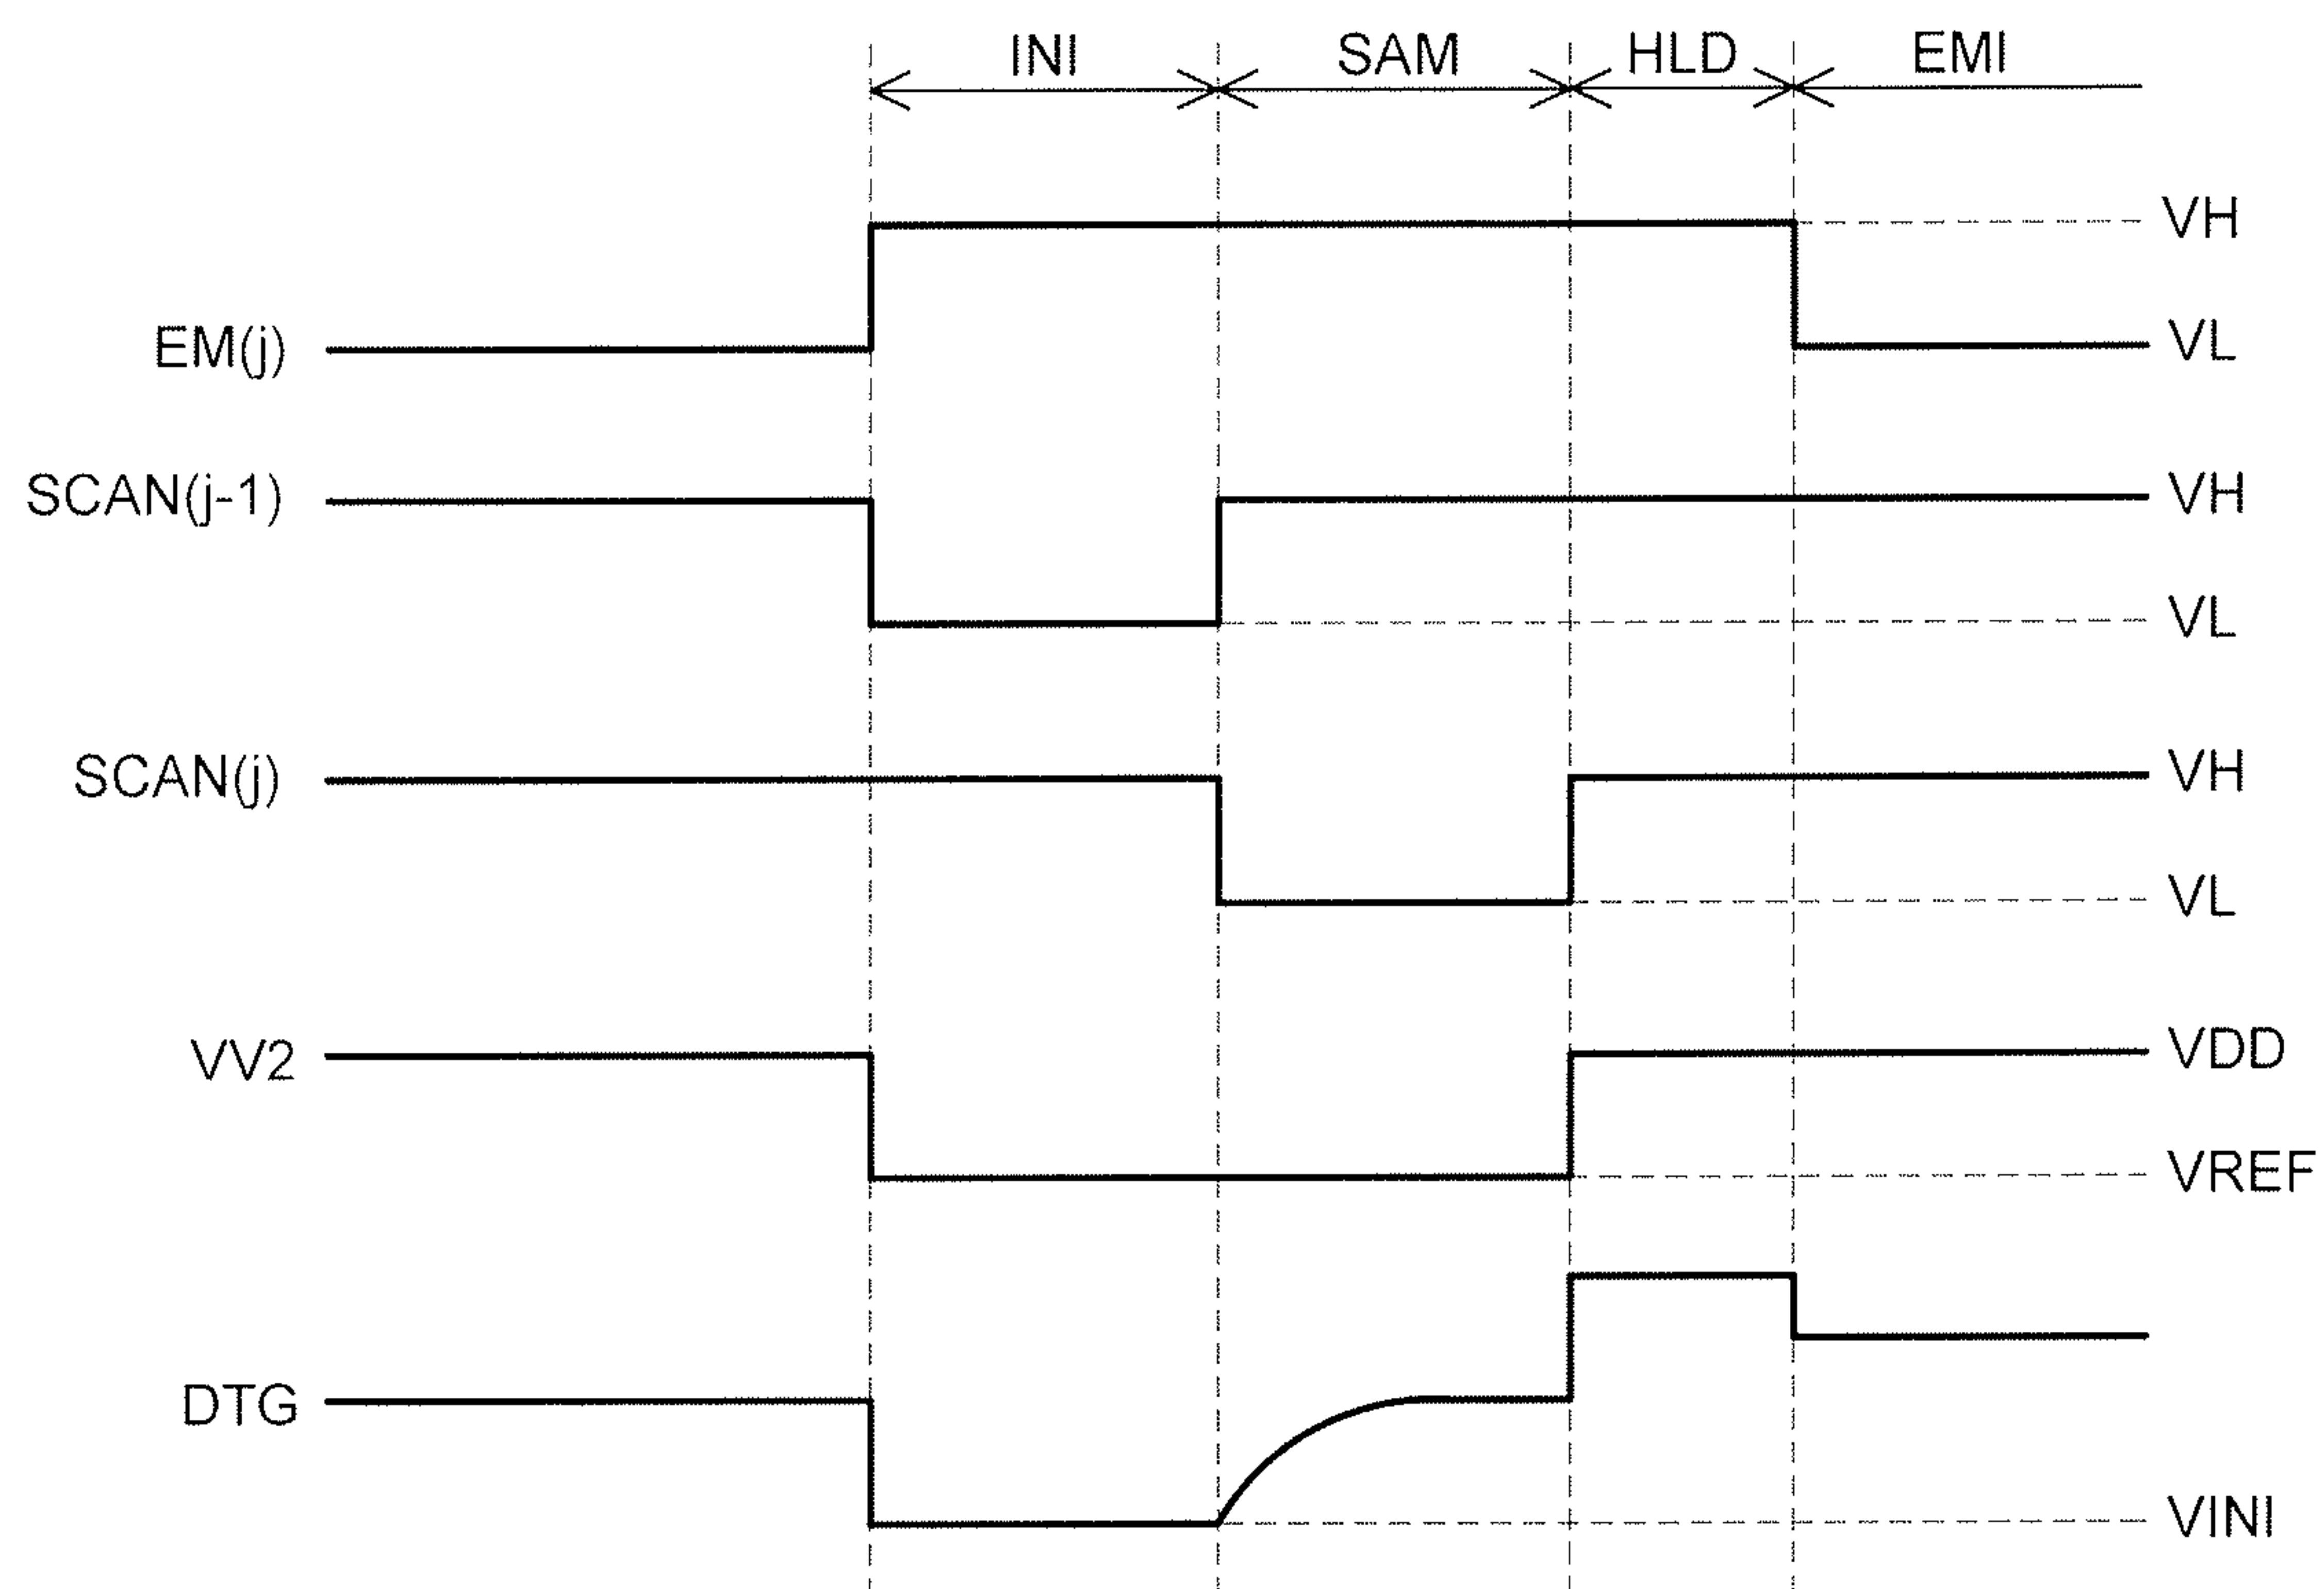 INI SAM HLD EMI
VH
EM(j) VL
SCAN(j-1) VH
VL
SCAN(j) VH
VL
VV2 VDD
VREF
DTG
VINI